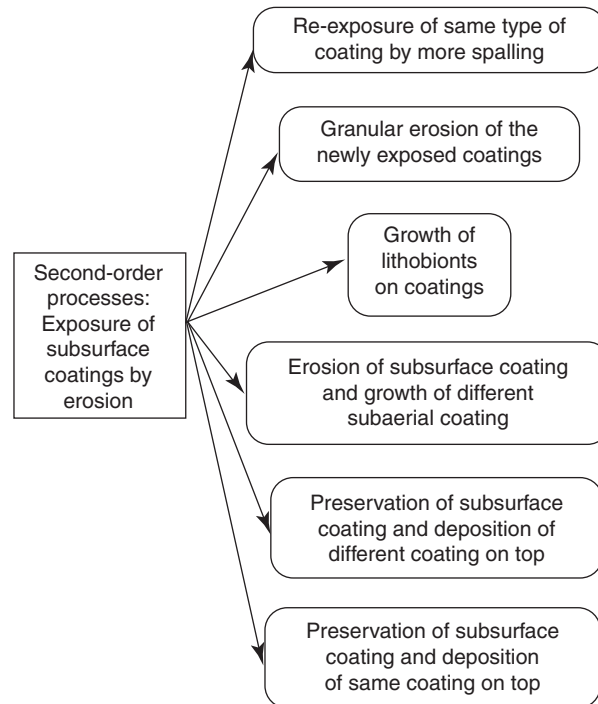 Re-exposure of same type of
coating by more spalling
Granular erosion of the
newly exposed coatings
Growth of
lithobionts
on coatings
Second-order
processes:
Exposure of
subsurface
coatings by
erosion
Erosion of subsurface coating
and growth of different
subaerial coating
Preservation of subsurface
coating and deposition of
different coating on top
Preservation of subsurface
coating and deposition
of same coating on top